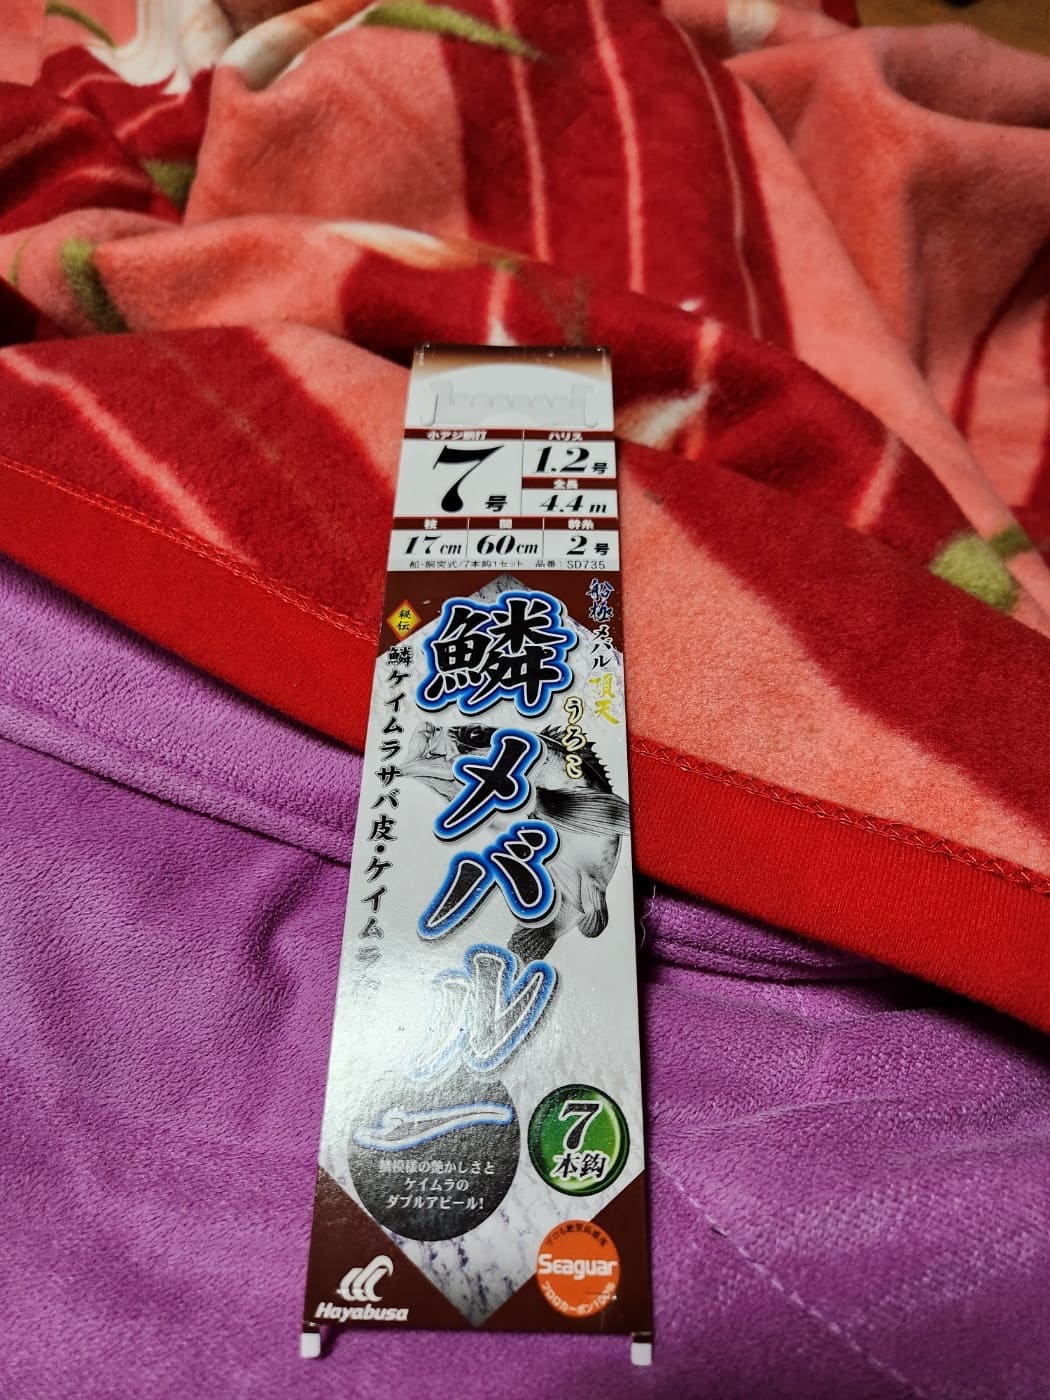 小アジ胴打
7号
ハリス
1.2号
全長
4.4m
枝
17cm
間
60cm
幹糸
2号
船・胴突式/7本鈎1セット 品番:SD735
船極メバル頂天
秘伝
鱗メバル一
うろこ
鱗ケイムラサバ皮・ケイムラ
鱗模様の艶かしさと
ケイムラの
ダブルアピール!
7
本鈎
Seaguar
フロロカーボン100%
Hayabusa